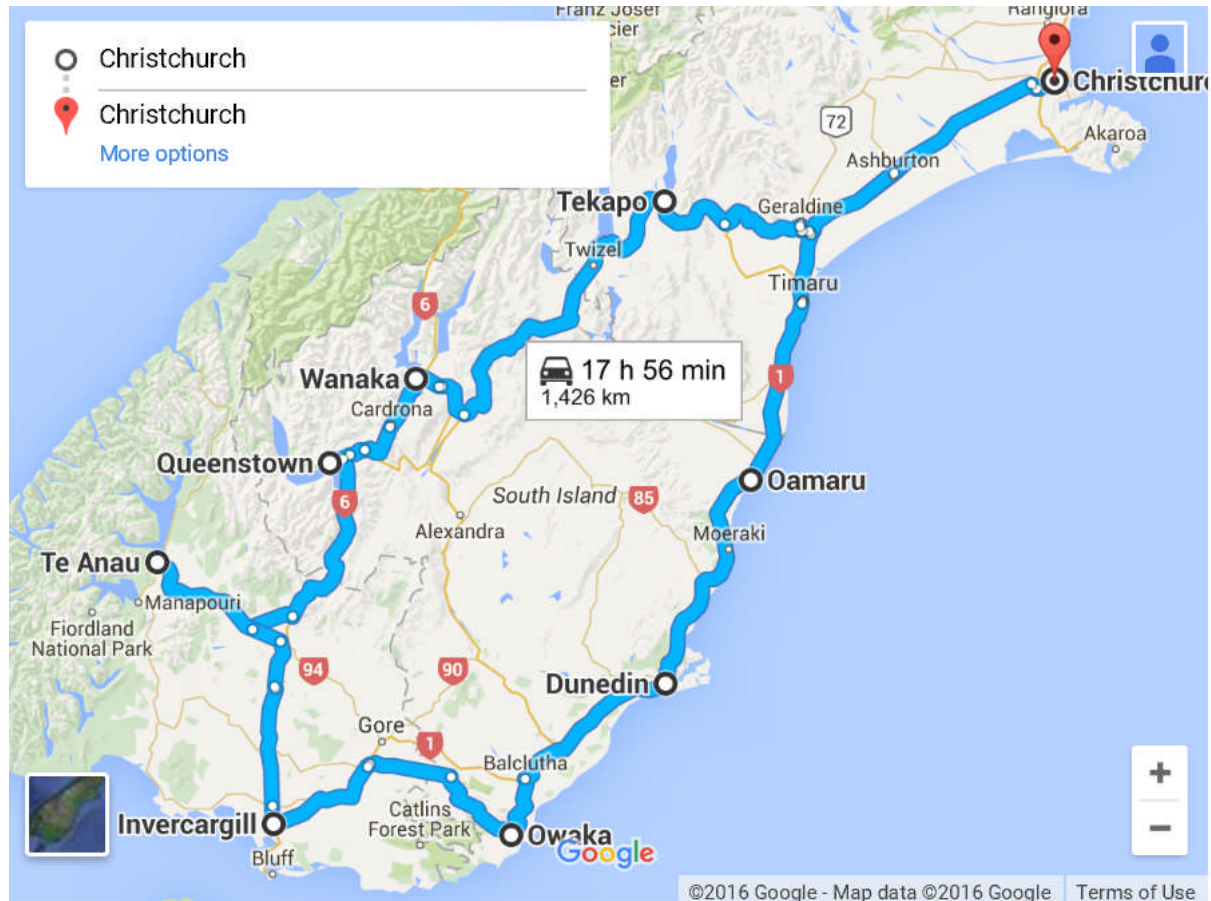 Christchurch
Christchurch
More options
Franz Josef
cier
er
Rangiora
Christchurc
72
Akaroa
Ashburton
Tekapo
Geraldine
Twizel
Timaru
6
17 h 56 min
1,426 km
1
Wanaka
Cardrona
Queenstown
6
South Island
85
Oamaru
Alexandra
Moeraki
Te Anau
Manapouri
Fiordland
National Park
94
90
Dunedin
Gore
1
Balclutha
Catlins
Forest Park
Invercargill
Owaka
Google
Bluff
+
−
©2016 Google - Map data ©2016 Google
Terms of Use